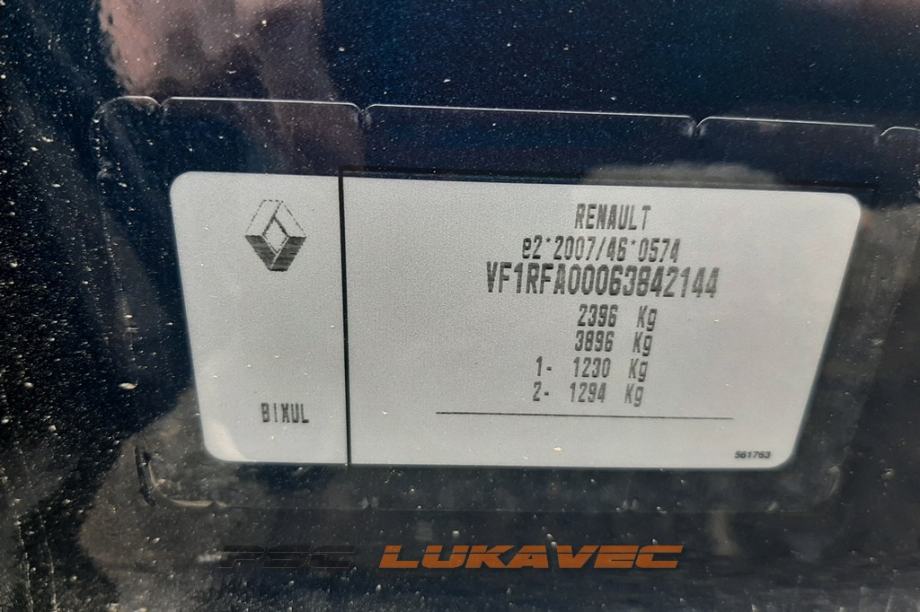 RENAULT
e2*2007/46*0574
VF1RFA00063842144
2396 Kg
3896 Kg
1- 1230 Kg
2- 1294 Kg
BIXUL
561763
PSC LUKAVEC